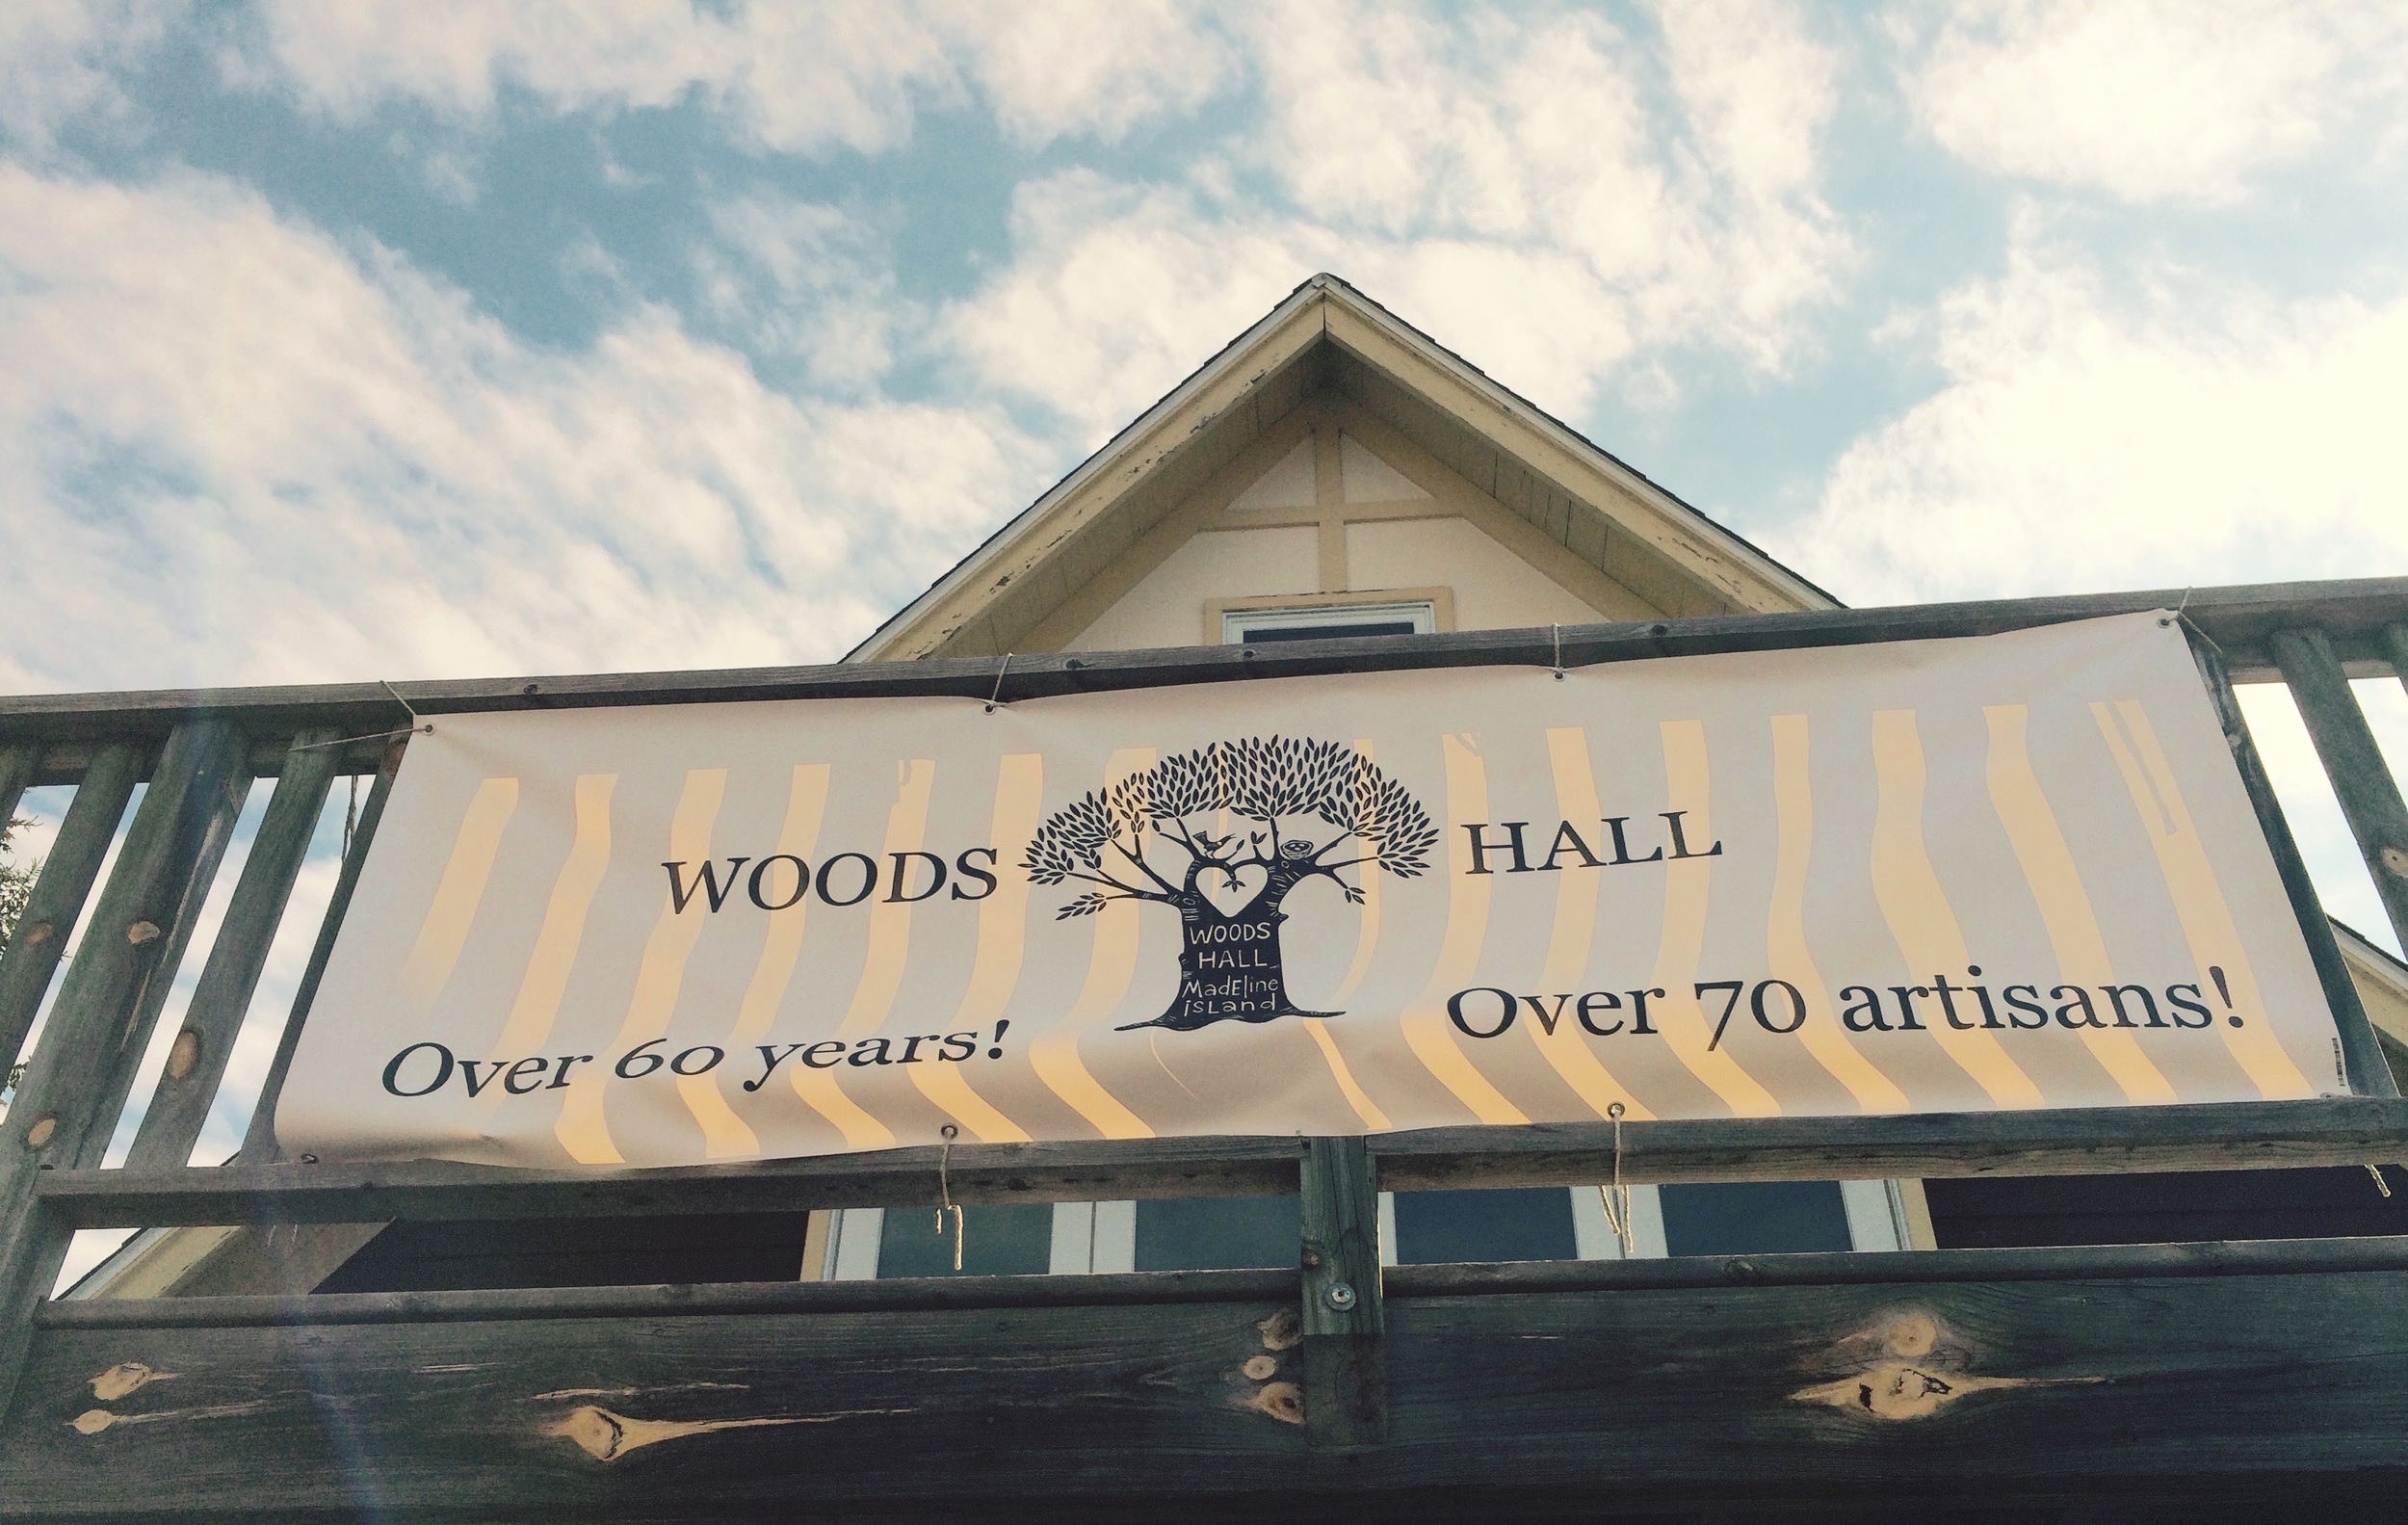 WOODS HALL
WOODS
HALL
MadEline
isLand
Over 60 years!
Over 70 artisans!